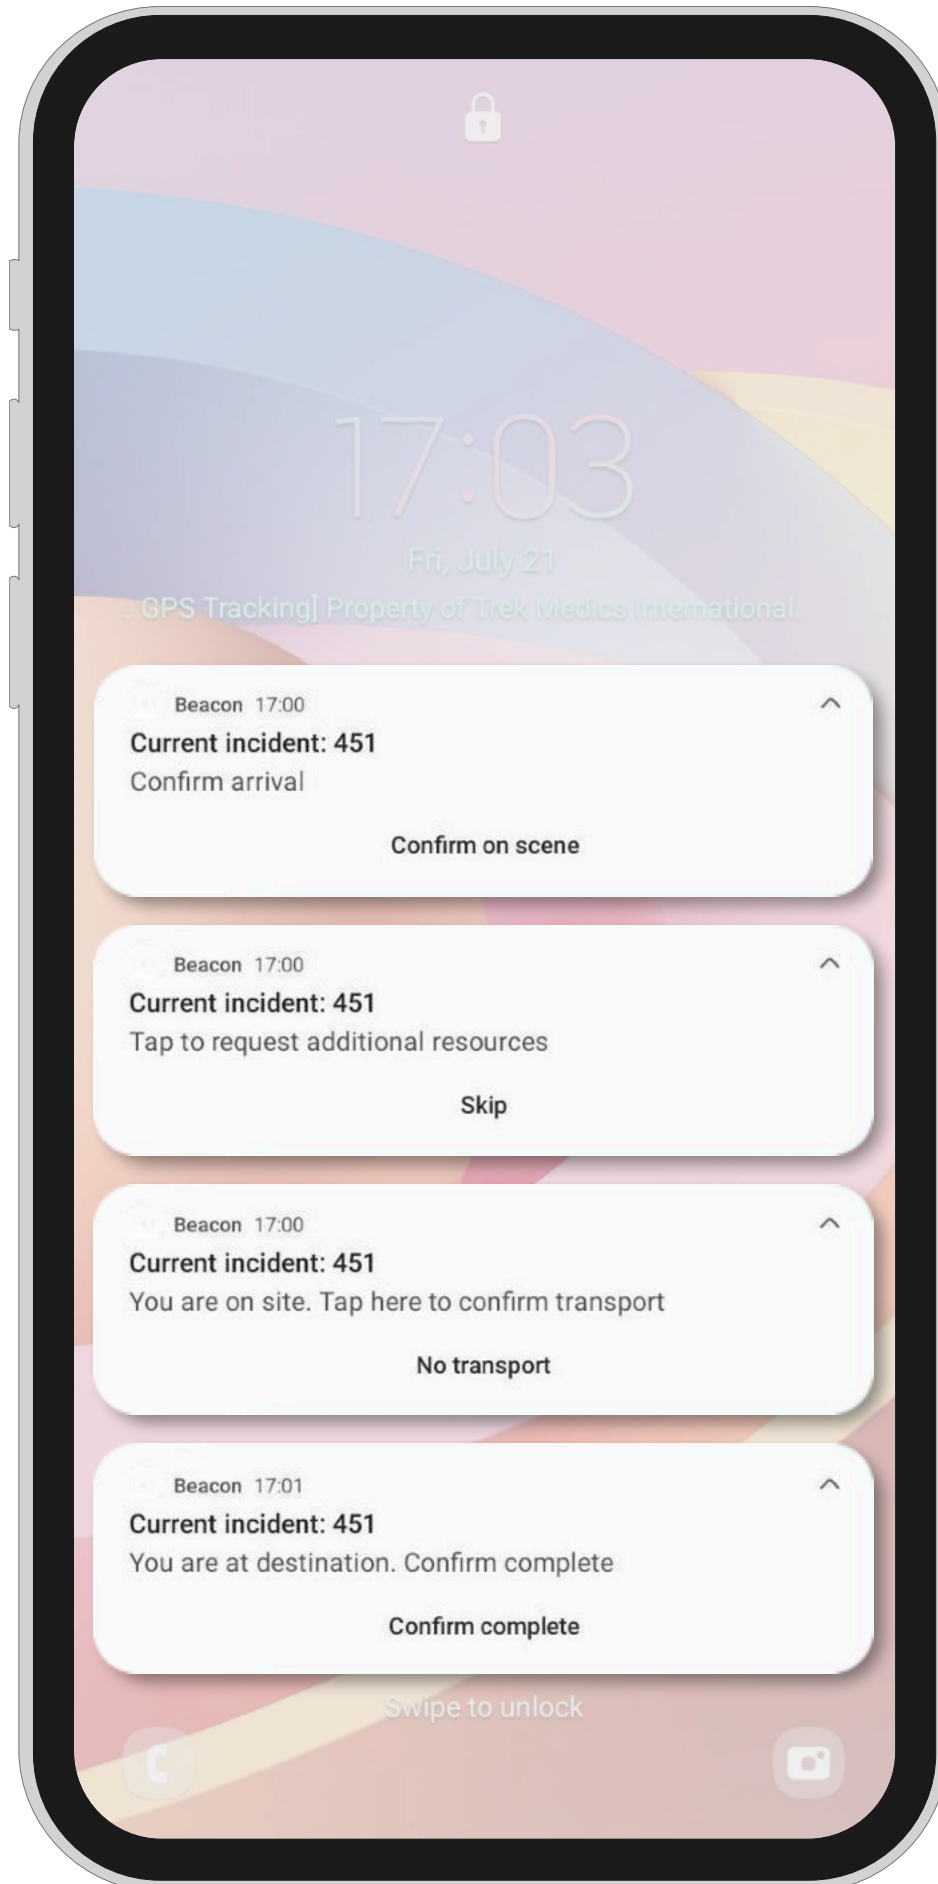 17:03
Fri, July 21
e GPS Tracking] Property of Trek Medics International.
Beacon 17:00
Current incident: 451
Confirm arrival
Confirm on scene
Beacon 17:00
Current incident: 451
Tap to request additional resources
Skip
Beacon 17:00
Current incident: 451
You are on site. Tap here to confirm transport
No transport
Beacon 17:01
Current incident: 451
You are at destination. Confirm complete
Confirm complete
Swipe to unlock